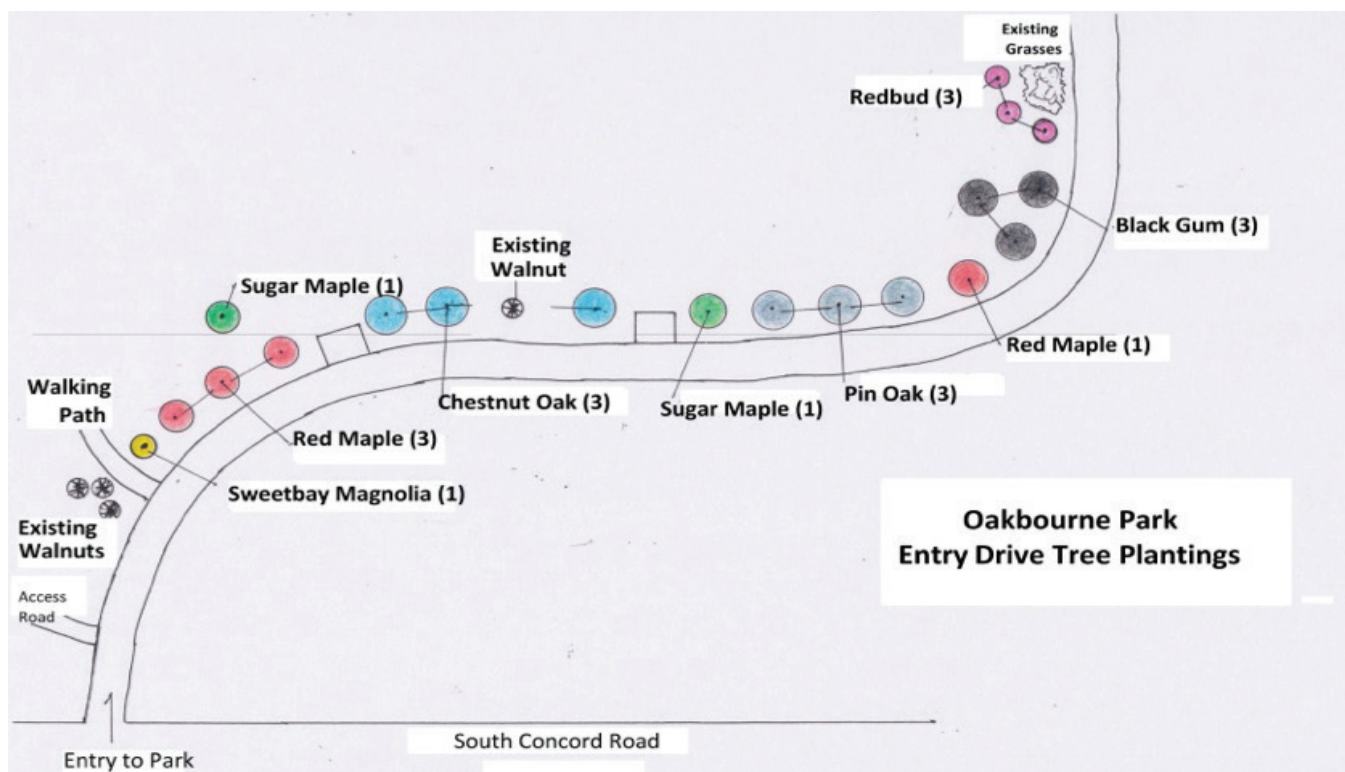 Existing
Grasses
Redbud (3)
Black Gum (3)
Existing
Walnut
Sugar Maple (1)
Red Maple (1)
Walking
Path
Chestnut Oak (3)
Sugar Maple (1)
Pin Oak (3)
Red Maple (3)
Sweetbay Magnolia (1)
Existing
Walnuts
Oakbourne Park
Entry Drive Tree Plantings
Access
Road
South Concord Road
Entry to Park